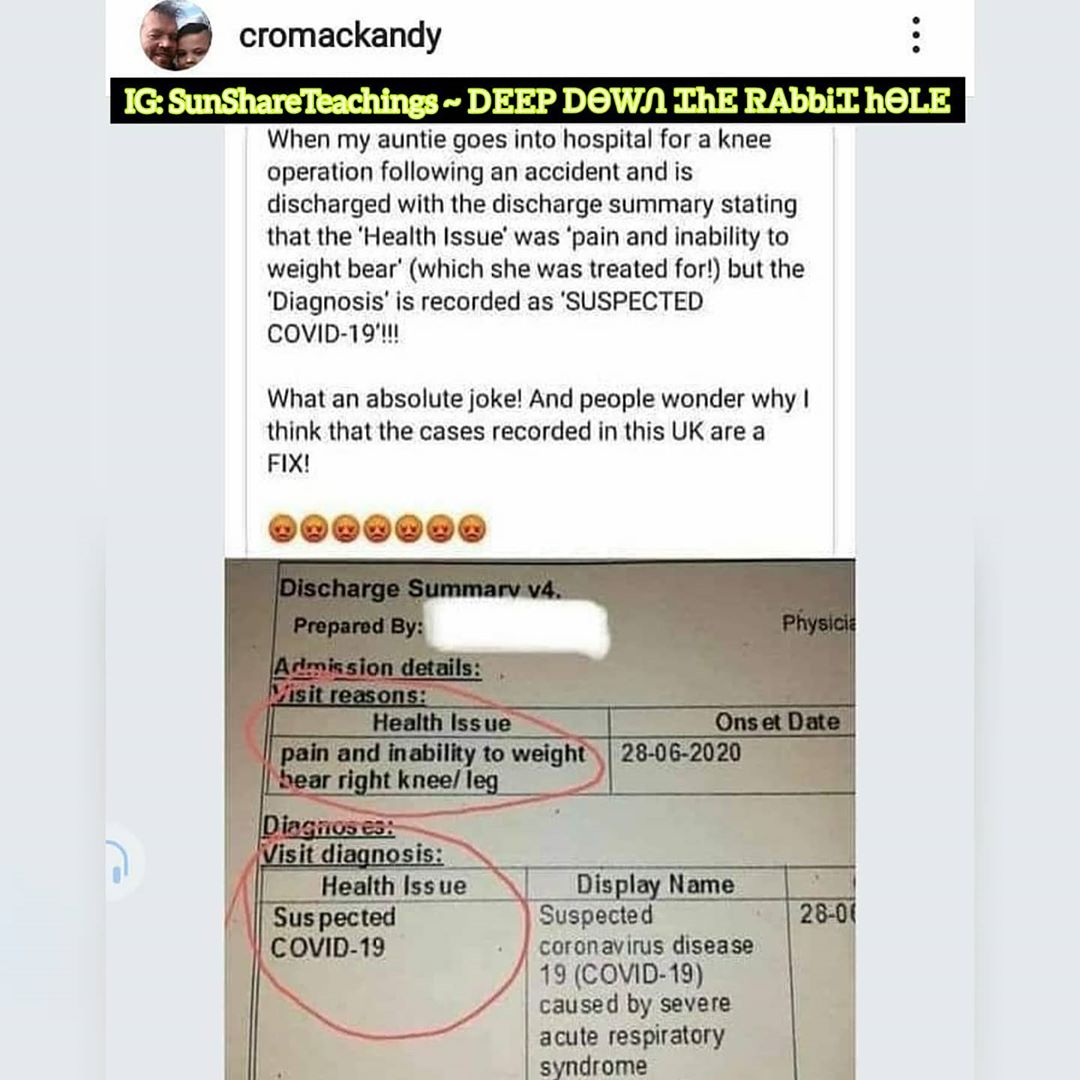 cromackandy
IG: SunShareTeachings ~ DEEP DΘWЛ ꞮhE RAbbiꞮ hΘLE
When my auntie goes into hospital for a knee
operation following an accident and is
discharged with the discharge summary stating
that the 'Health Issue' was 'pain and inability to
weight bear' (which she was treated for!) but the
'Diagnosis' is recorded as 'SUSPECTED
COVID-19'!!!
What an absolute joke! And people wonder why I
think that the cases recorded in this UK are a
FIX!
😡😡😡😡😡😡😡
Discharge Summary v4.
Prepared By:
Admission details:
Visit reasons:
Health Issue Onset Date
pain and inability to weight 28-06-2020
bear right knee/ leg
Diagnoses:
Visit diagnosis:
Health Issue Display Name
Suspected Suspected 28-0
COVID-19 coronavirus disease
19 (COVID-19)
caused by severe
acute respiratory
syndrome